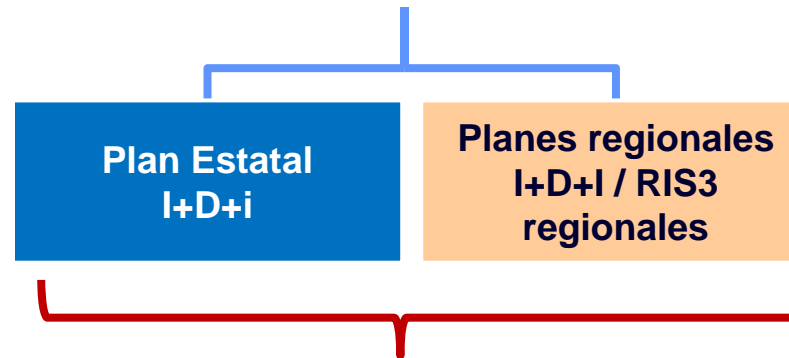 Plan Estatal
I+D+i
Planes regionales
I+D+I / RIS3
regionales